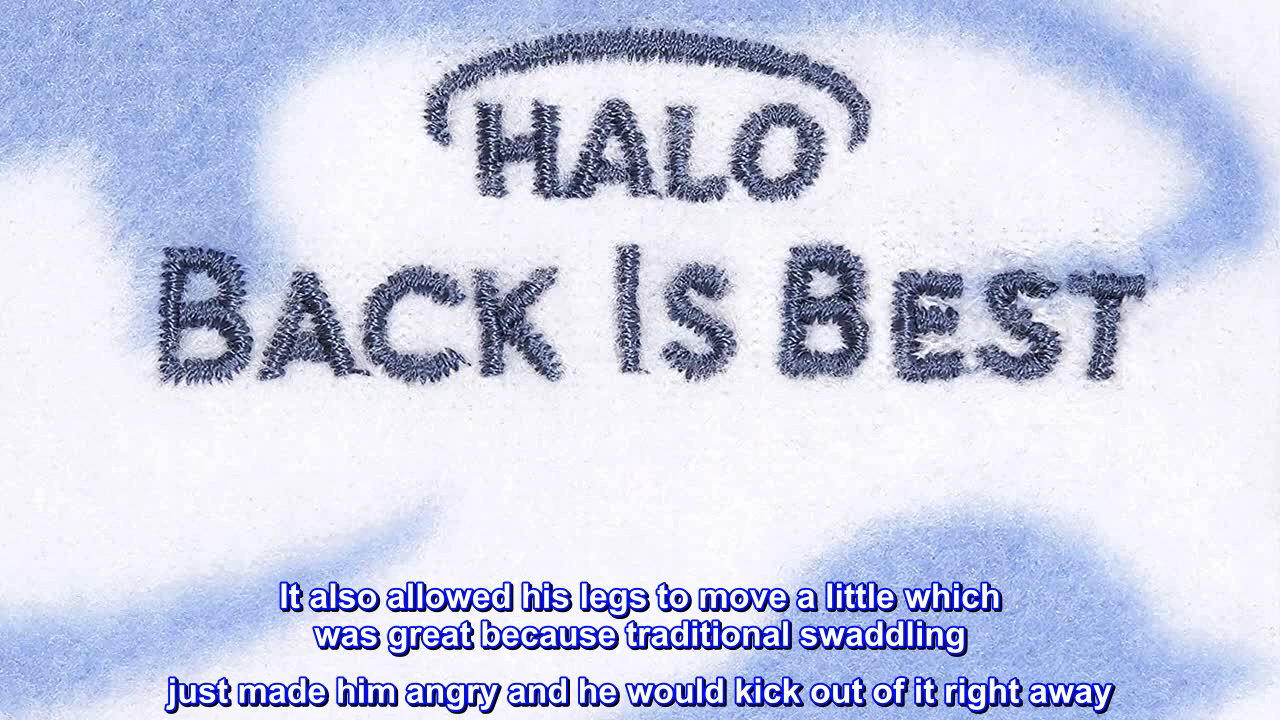 HALO
BACK IS BEST
It also allowed his legs to move a little which
was great because traditional swaddling
just made him angry and he would kick out of it right away